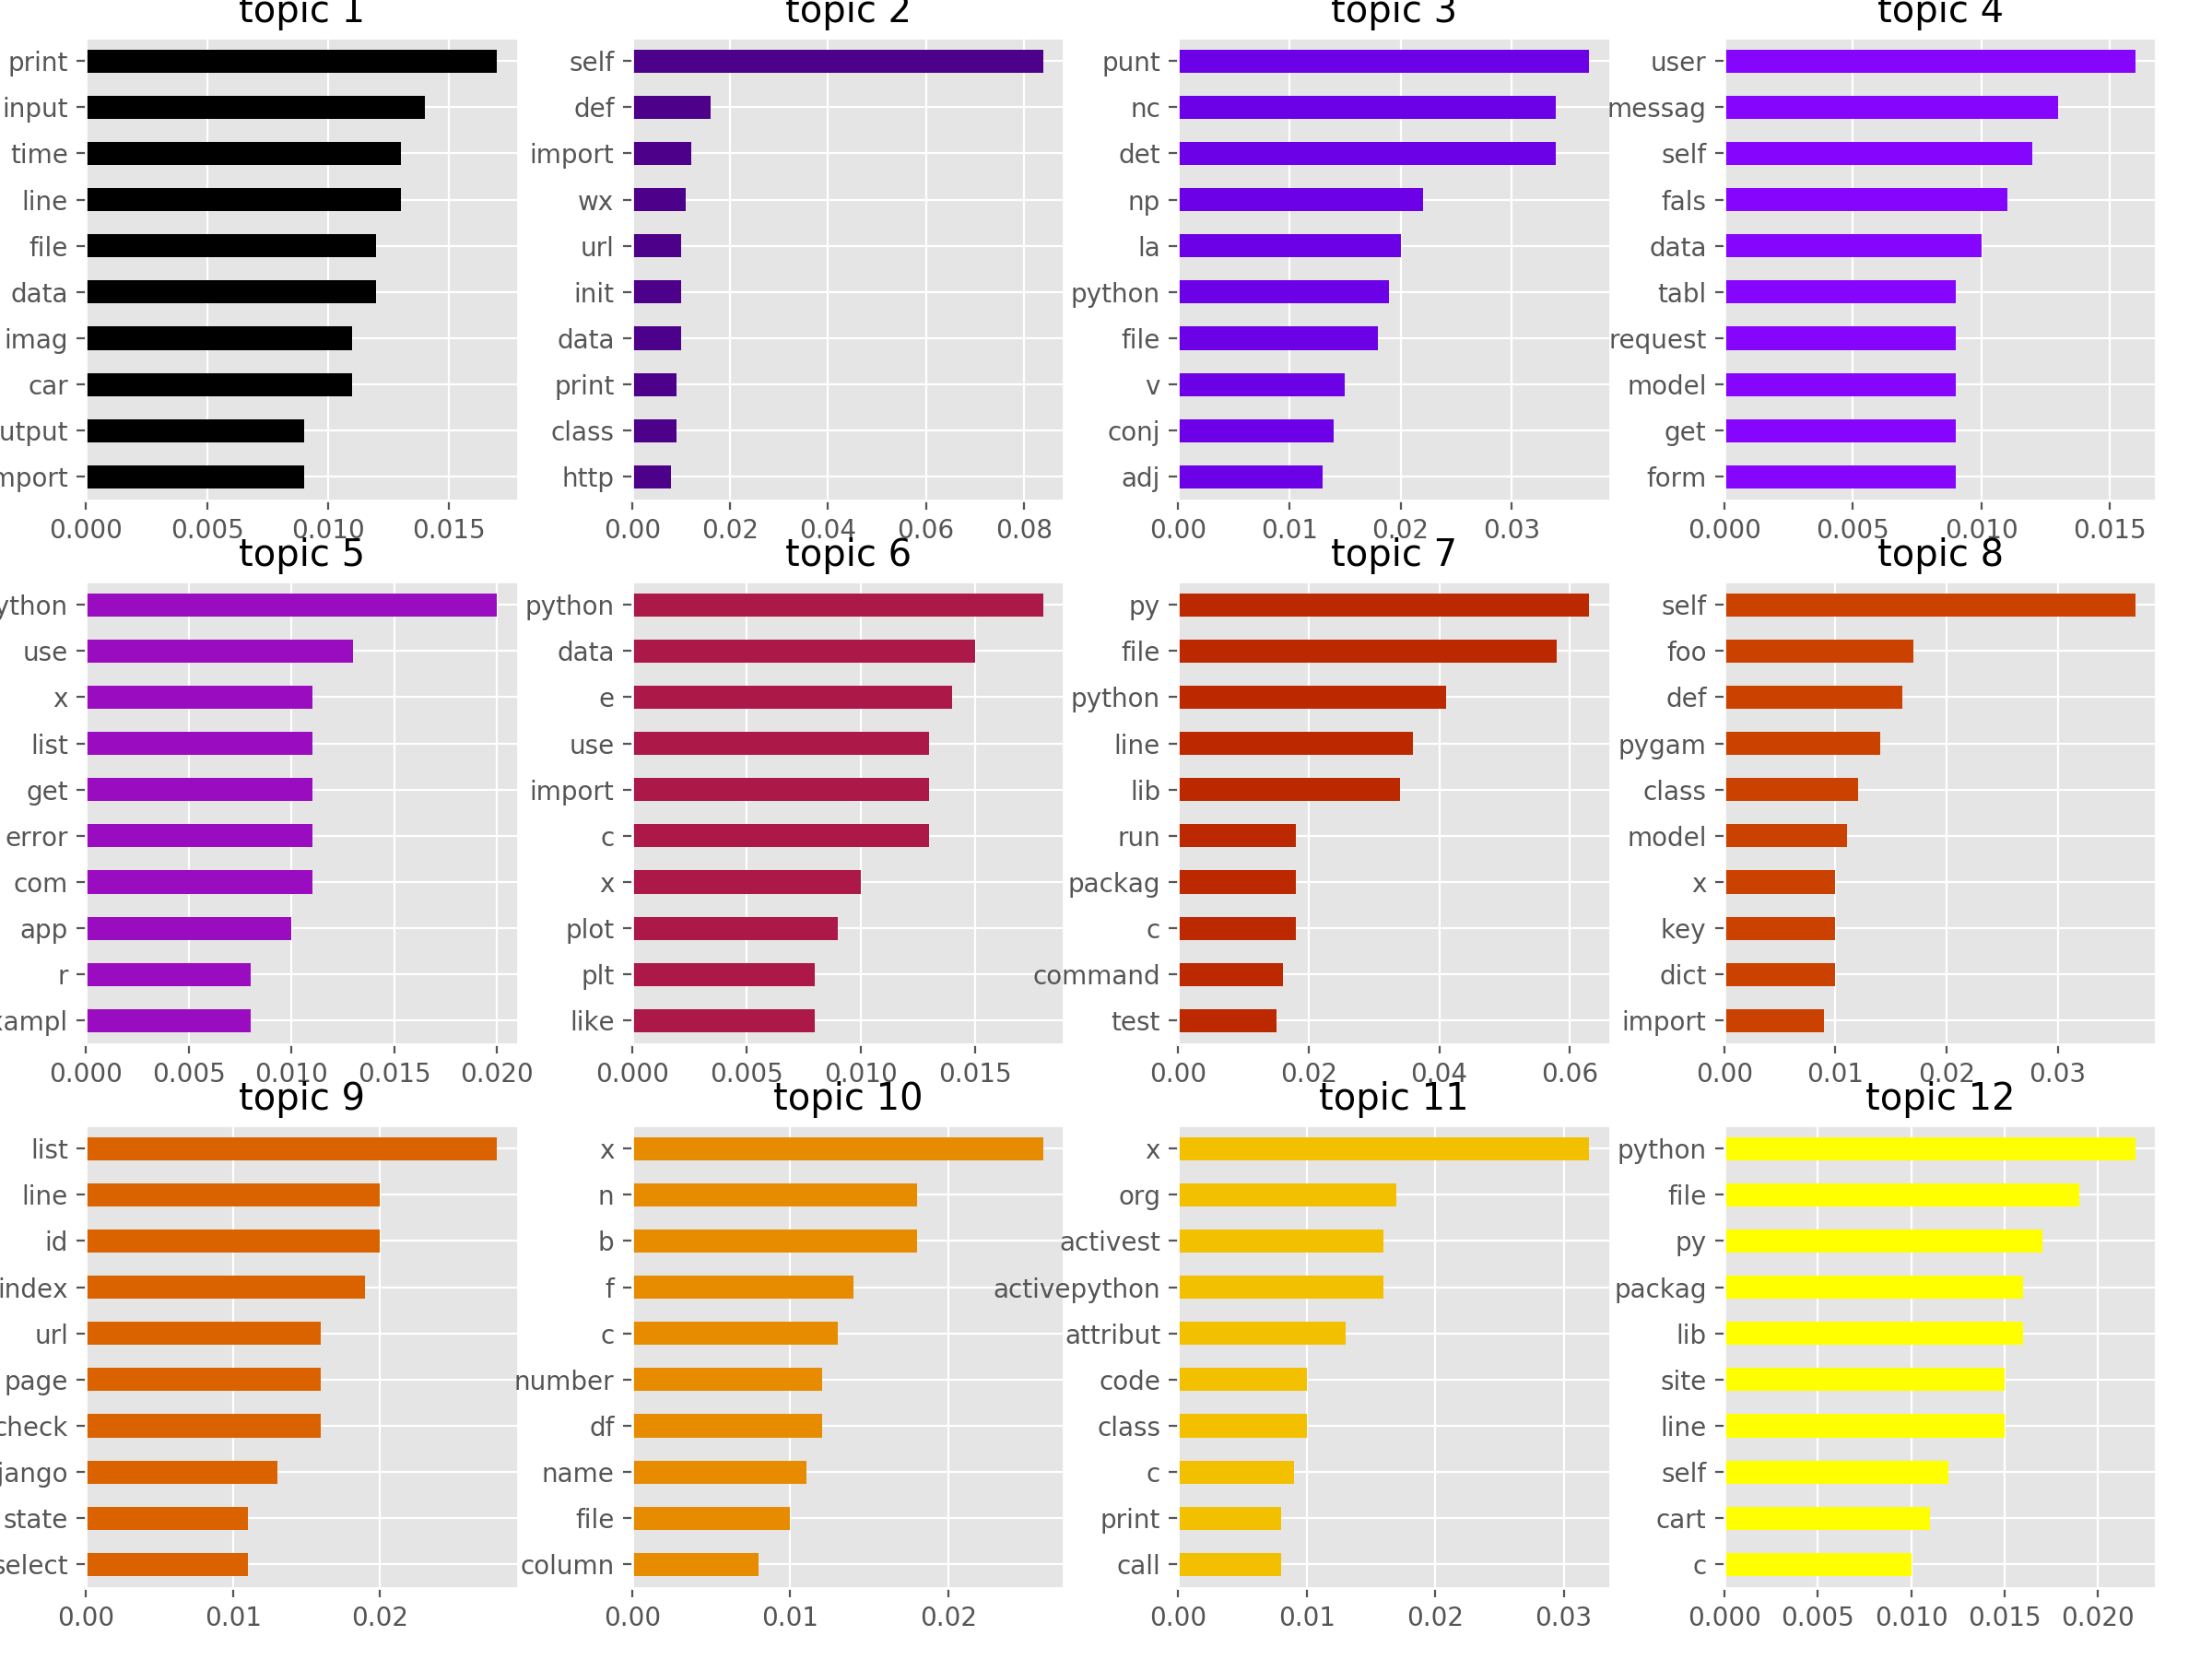 topic 1
print
input
time
line
file
data
imag
car
utput
mport
0.000 0.005 0.010 0.015
topic 2
self
def
import
wx
url
init
data
print
class
http
0.00 0.02 0.04 0.06 0.08
topic 3
punt
nc
det
np
la
python
file
v
conj
adj
0.00 0.01 0.02 0.03
topic 4
user
messag
self
fals
data
tabl
request
model
get
form
0.000 0.005 0.010 0.015
topic 5
ython
use
x
list
get
error
com
app
r
xampl
0.000 0.005 0.010 0.015 0.020
topic 6
python
data
e
use
import
c
x
plot
plt
like
0.000 0.005 0.010 0.015
topic 7
py
file
python
line
lib
run
packag
c
command
test
0.00 0.02 0.04 0.06
topic 8
self
foo
def
pygam
class
model
x
key
dict
import
0.00 0.01 0.02 0.03
topic 9
list
line
id
index
url
page
check
jango
state
select
0.00 0.01 0.02
topic 10
x
n
b
f
c
number
df
name
file
column
0.00 0.01 0.02
topic 11
x
org
activest
activepython
attribut
code
class
c
print
call
0.00 0.01 0.02 0.03
topic 12
python
file
py
packag
lib
site
line
self
cart
c
0.000 0.005 0.010 0.015 0.020